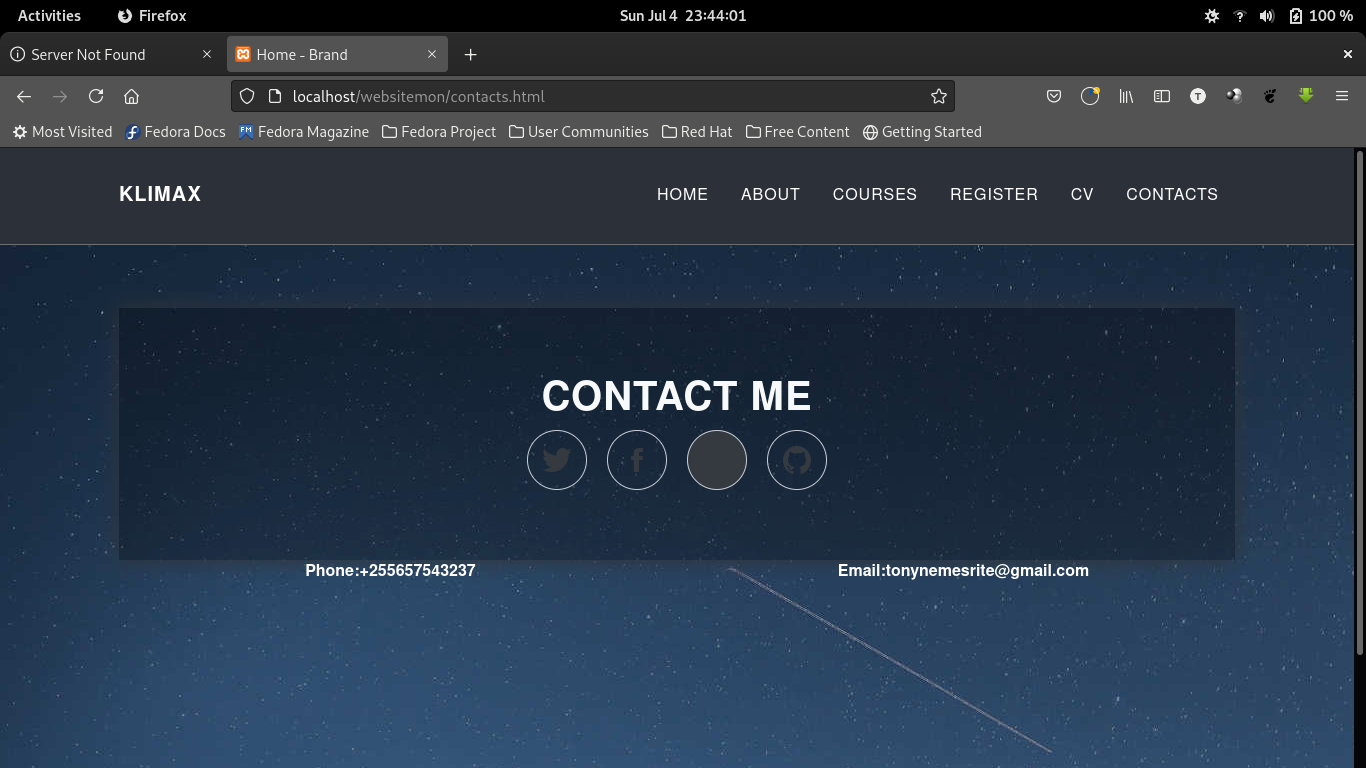 Activities Firefox Sun Jul 4 23:44:01 100 %
Server Not Found Home - Brand
localhost/websitemon/contacts.html
Most Visited Fedora Docs Fedora Magazine Fedora Project User Communities Red Hat Free Content Getting Started
KLIMAX HOME ABOUT COURSES REGISTER CV CONTACTS
CONTACT ME
Phone:+255657543237 Email:tonynemesrite@gmail.com